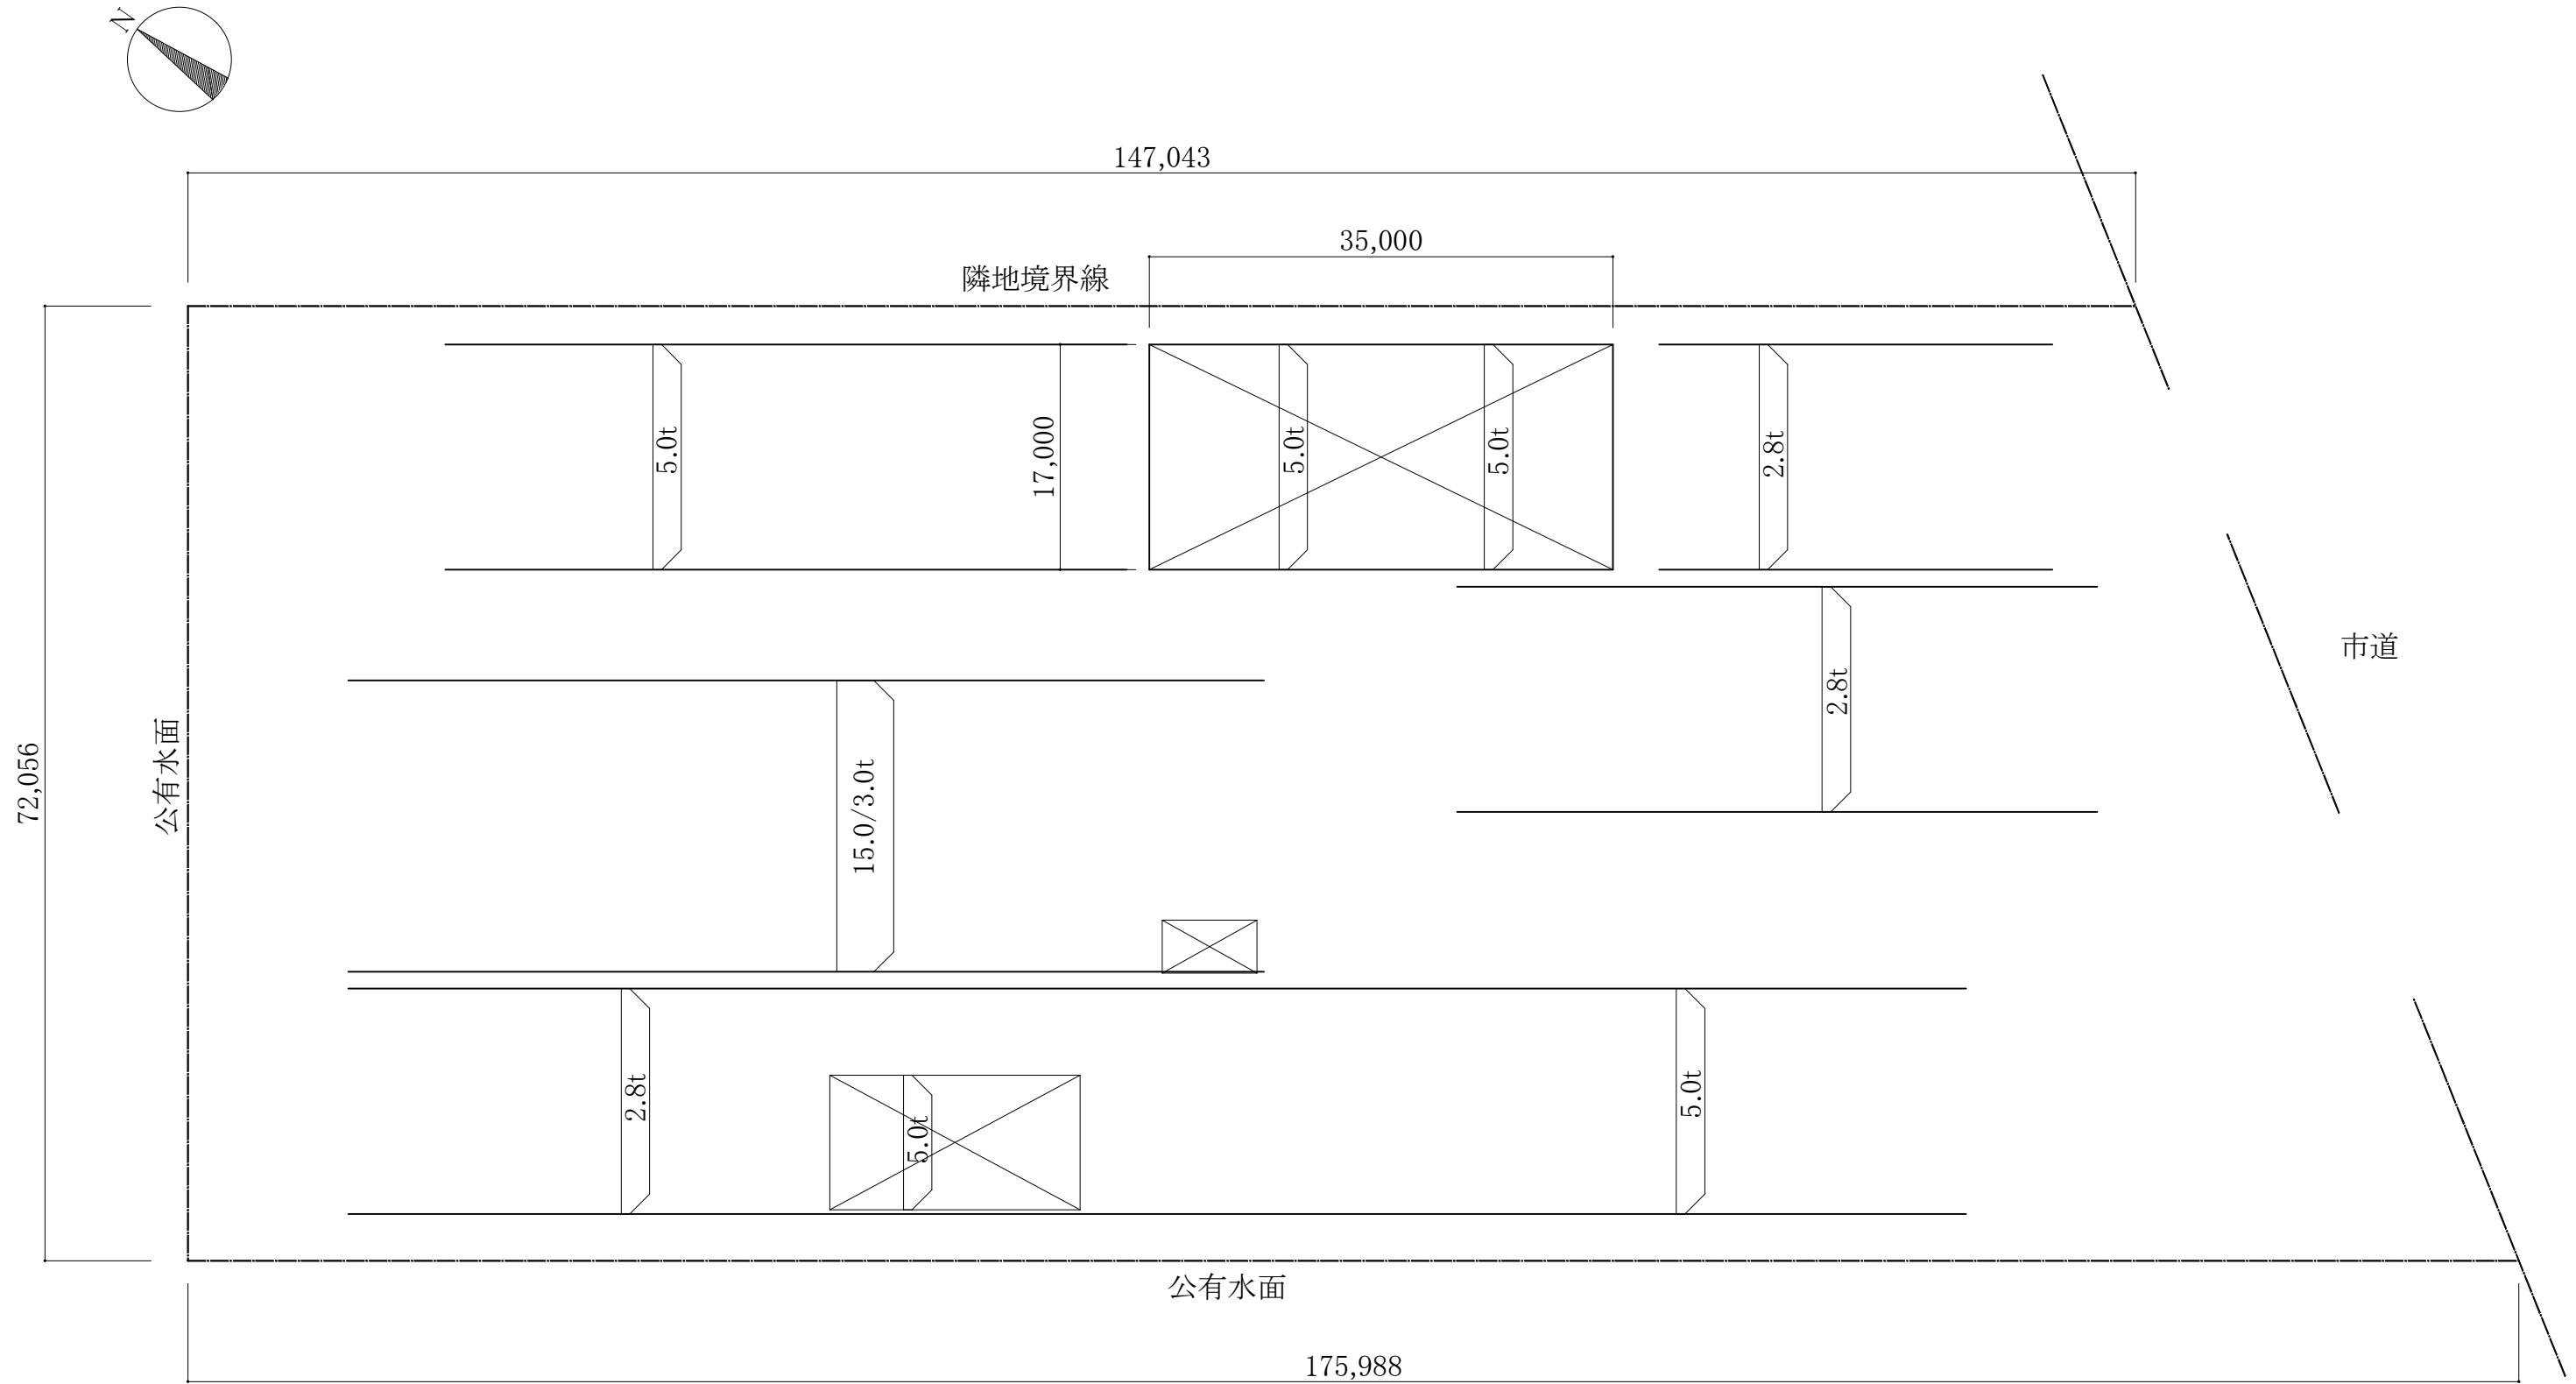 N
147,043
35,000
隣地境界線
5.0t
17,000
5.0t
5.0t
2.8t
市道
2.8t
72,056
公有水面
15.0/3.0t
2.8t
5.0t
5.0t
公有水面
175,988